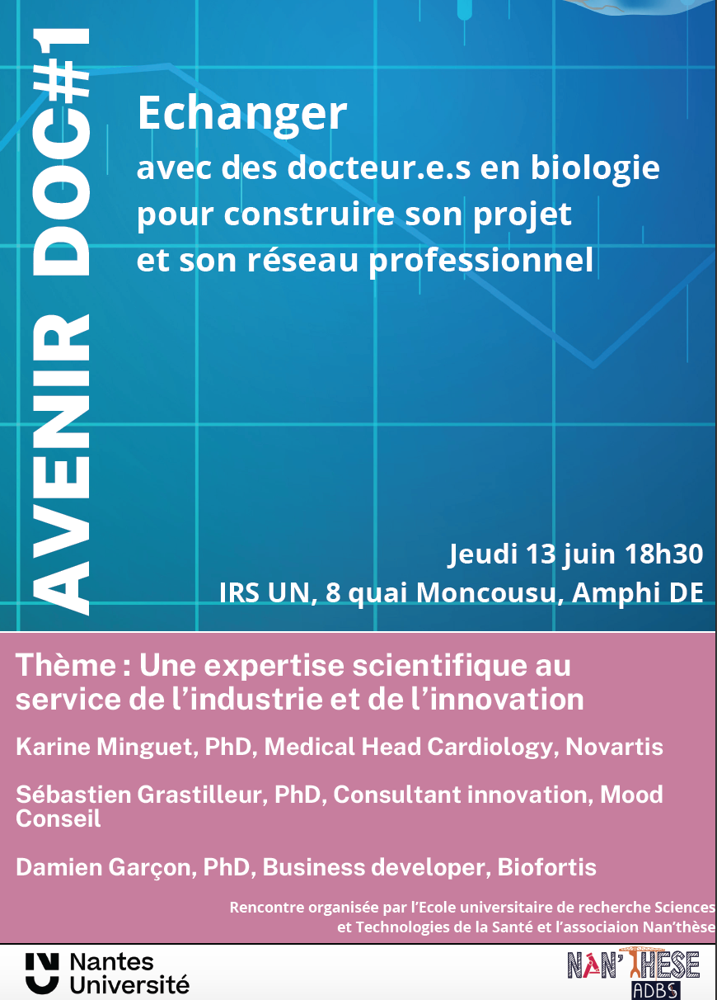 AVENIR DOC#1
Echanger
avec des docteur.e.s en biologie
pour construire son projet
et son réseau professionnel
Jeudi 13 juin 18h30
IRS UN, 8 quai Moncousu, Amphi DE
Thème : Une expertise scientifique au
service de l’industrie et de l’innovation
Karine Minguet, PhD, Medical Head Cardiology, Novartis
Sébastien Grastilleur, PhD, Consultant innovation, Mood
Conseil
Damien Garçon, PhD, Business developer, Biofortis
Rencontre organisée par l’Ecole universitaire de recherche Sciences
et Technologies de la Santé et l’associaion Nan’thèse
Nantes
Université
NAN’THESE
ADBS